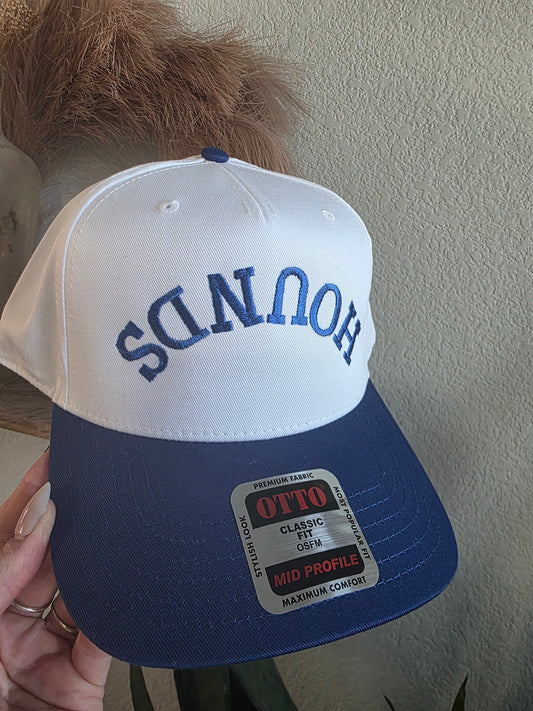 HOUNDS
PREMIUM FABRIC
OTTO
CLASSIC
FIT
OSFM
MID PROFILE
MAXIMUM COMFORT
STYLISH LOOK
MOST POPULAR FIT